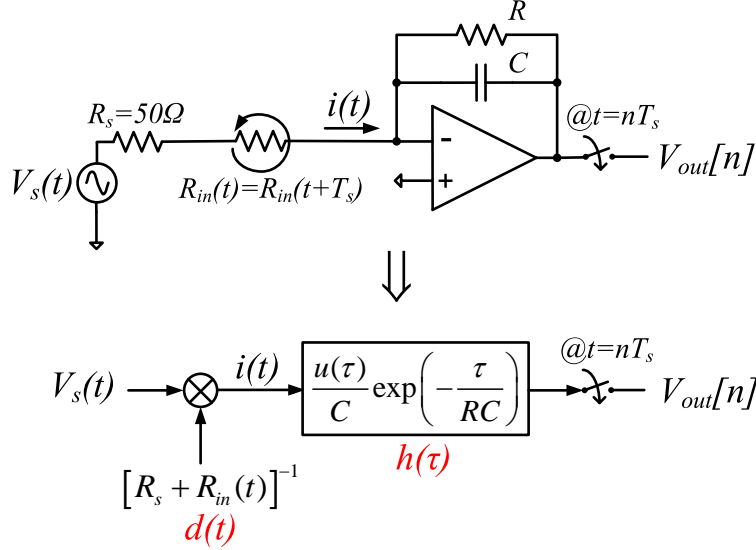 R
C
R_s=50Ω
i(t)
@t=nT_s
V_s(t)
-
+
V_out[n]
R_in(t)=R_in(t+T_s)
V_s(t)
i(t)
u(τ)/C exp(-τ/RC)
@t=nT_s
V_out[n]
h(τ)
[R_s + R_in(t)]^-1
d(t)